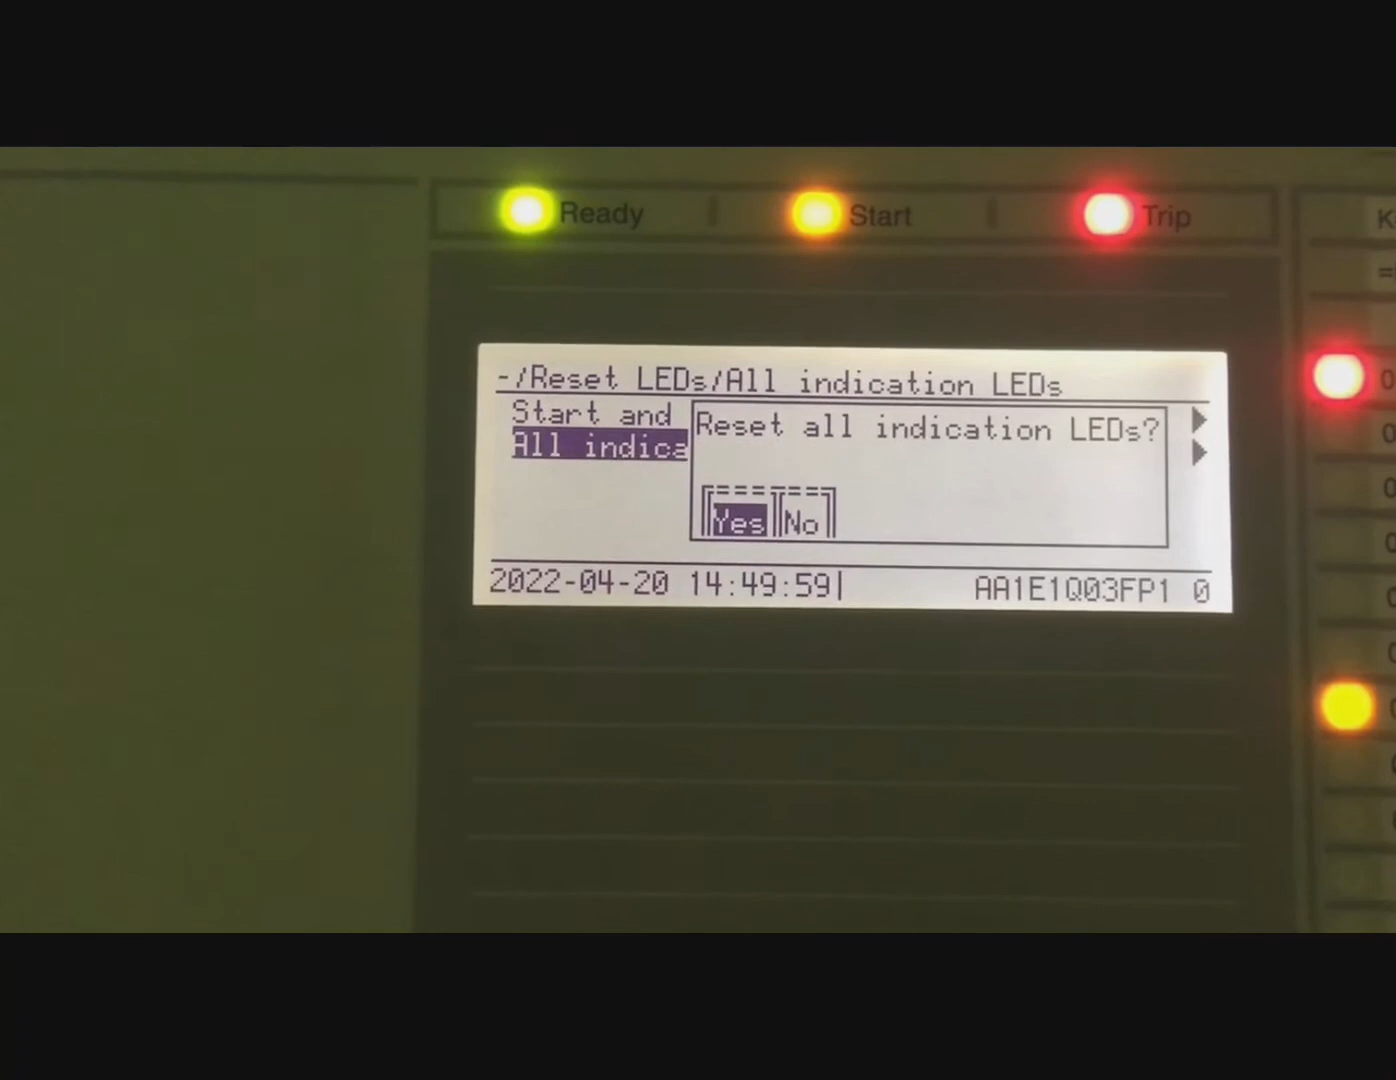 Ready
Start
Trip
K
-/Reset LEDs/All indication LEDs
Start and
All indica
Reset all indication LEDs?
Yes
No
2022-04-20 14:49:59|
AA1E1Q03FP1 0